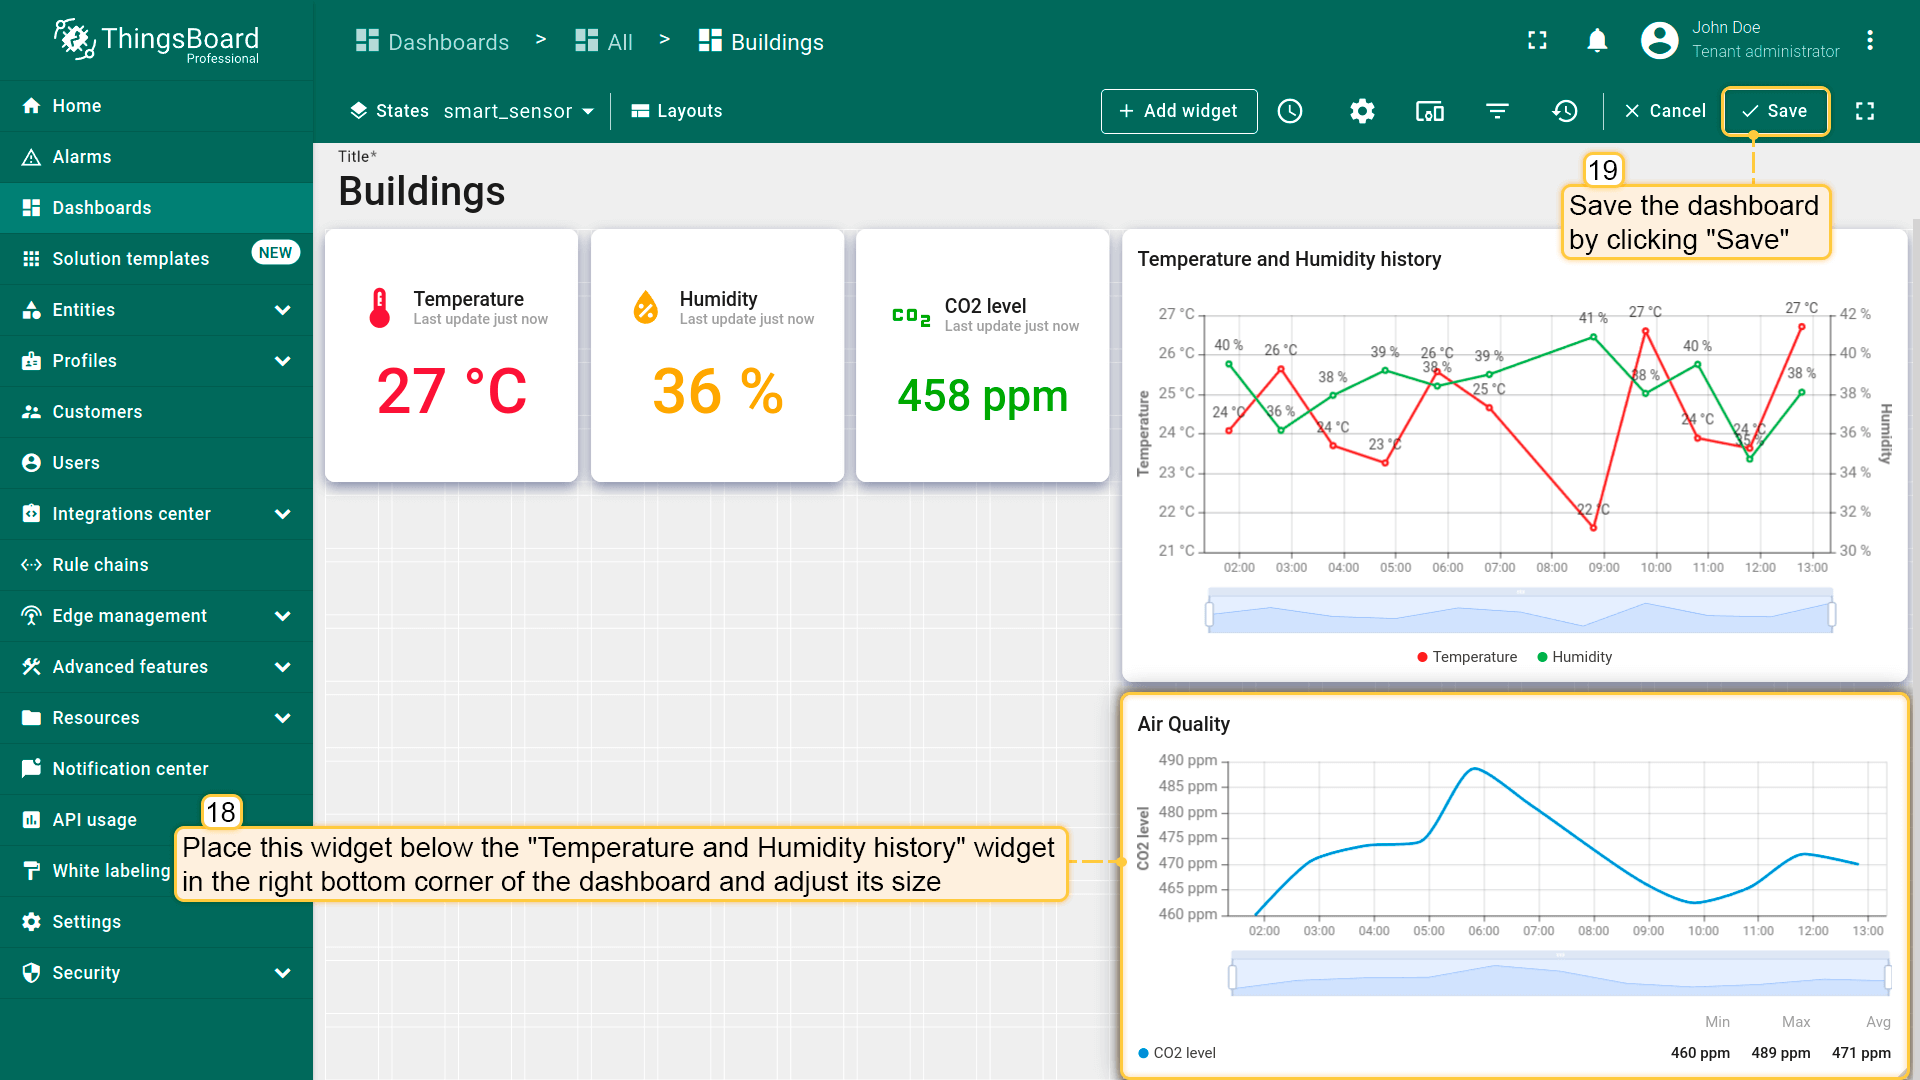 ThingsBoard
Professional
Dashboards > All > Buildings
John Doe
Tenant administrator
States smart_sensor Layouts
+ Add widget
Cancel
Save
Home
Alarms
Dashboards
Solution templates
NEW
Entities
Profiles
Customers
Users
Integrations center
Rule chains
Edge management
Advanced features
Resources
Notification center
API usage
White labeling
Settings
Security
Title*
Buildings
19
Save the dashboard
by clicking "Save"
Temperature
Last update just now
27 °C
Humidity
Last update just now
36 %
CO2
CO2 level
Last update just now
458 ppm
Temperature and Humidity history
27 °C
26 °C
25 °C
24 °C
23 °C
22 °C
21 °C
Temperature
42 %
40 %
38 %
36 %
34 %
32 %
30 %
Humidity
40 %
24 °C
26 °C
36 %
38 %
24 °C
39 %
23 °C
26 °C
38 %
39 %
25 °C
41 %
22 °C
27 °C
38 %
40 %
24 °C
24 °C
35 %
27 °C
38 %
02:00 03:00 04:00 05:00 06:00 07:00 08:00 09:00 10:00 11:00 12:00 13:00
Temperature Humidity
18
Place this widget below the "Temperature and Humidity history" widget
in the right bottom corner of the dashboard and adjust its size
Air Quality
490 ppm
485 ppm
480 ppm
475 ppm
470 ppm
465 ppm
460 ppm
CO2 level
02:00 03:00 04:00 05:00 06:00 07:00 08:00 09:00 10:00 11:00 12:00 13:00
Min Max Avg
CO2 level 460 ppm 489 ppm 471 ppm